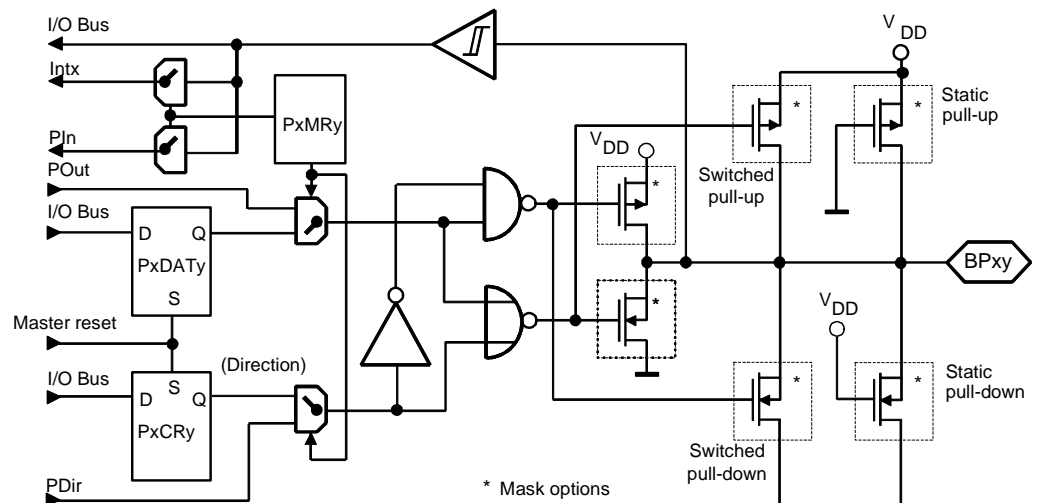 I/O Bus
Intx
PIn
POut
I/O Bus
PxMRy
D
Q
PxDATy
S
Master reset
I/O Bus
(Direction)
S
D
Q
PxCRy
PDir
V
DD
*
*
V
DD
*
Switched
pull-up
*
Static
pull-up
BPxy
*
Switched
pull-down
V
DD
*
Static
pull-down
* Mask options